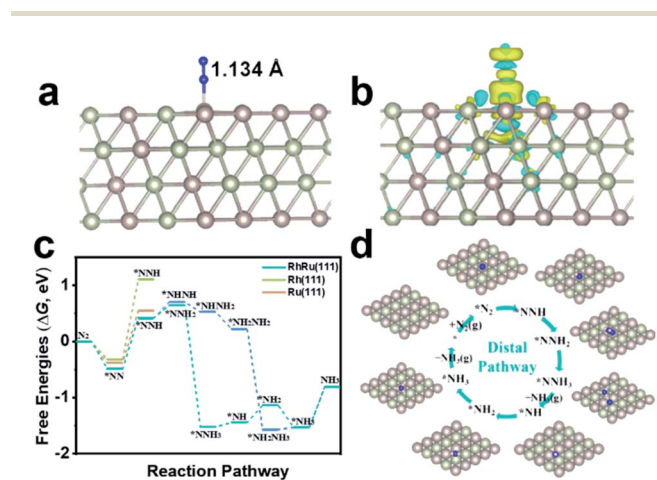 a
1.134 Å
b
c
Free Energies (ΔG, eV)
1
0
-1
-2
N₂
*NN
*NNH
*NNH
*NHNH
*NNH₂
*NHNH₂
*NH₂NH₂
*NNH₃
*NH
*NH₂
*NH₂NH₃
*NH₃
NH₃
RhRu(111)
Rh(111)
Ru(111)
Reaction Pathway
d
*N₂
*NNH
*NNH₂
*NNH₃
−NH₃(g)
*NH
*NH₂
*NH₃
−NH₃(g)
*
+N₂(g)
Distal
Pathway